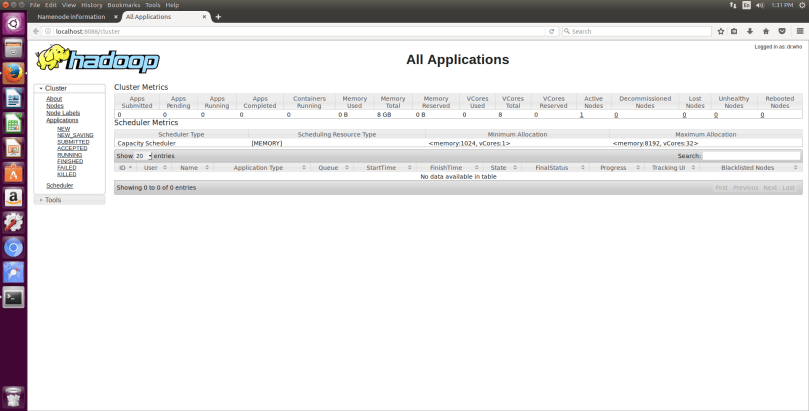 File Edit View History Bookmarks Tools Help
En
1:31 PM
Namenode information
All Applications
localhost:8088/cluster
Search
Logged in as: dr.who
hadoop
All Applications
Cluster
About
Nodes
Node Labels
Applications
NEW
NEW_SAVING
SUBMITTED
ACCEPTED
RUNNING
FINISHED
FAILED
KILLED
Scheduler
Tools
Cluster Metrics
Apps Submitted Apps Pending Apps Running Apps Completed Containers Running Memory Used Memory Total Memory Reserved VCores Used VCores Total VCores Reserved Active Nodes Decommissioned Nodes Lost Nodes Unhealthy Nodes Rebooted Nodes
0 0 0 0 0 0 B 8 GB 0 B 0 8 0 1 0 0 0 0
Scheduler Metrics
Scheduler Type Scheduling Resource Type Minimum Allocation Maximum Allocation
Capacity Scheduler [MEMORY] <memory:1024, vCores:1> <memory:8192, vCores:32>
Show 20 entries Search:
ID User Name Application Type Queue StartTime FinishTime State FinalStatus Progress Tracking UI Blacklisted Nodes
No data available in table
Showing 0 to 0 of 0 entries First Previous Next Last